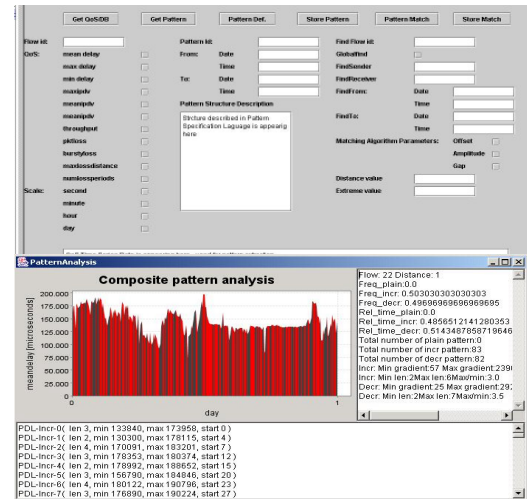 Get QoS/DB Get Pattern Pattern Def. Store Pattern Pattern Match Store Match
Flow id: Pattern Id: Find Flow id:
QoS: mean delay From: Date Globalfind
max delay Time FindSender
min delay To: Date FindReceiver
maxipdv Time FindFrom: Date
meanipdv Pattern Structure Description Time
meanipdv Strcture described in Pattern FindTo: Date
throughput Specification Laguage is appearig Time
pktloss here Matching Algorithm Parameters: Offset
burstyloss Amplitude
maxlossdistance Gap
numlossperiods Distance value
Scale: second Extreme value
minute
hour
day
PatternAnalysis
Composite pattern analysis
meandelay [microseconds]
200.000
175.000
150.000
125.000
100.000
75.000
50.000
25.000
0
0 1
day
Flow: 22 Distance: 1
Freq_plain:0.0
Freq_incr: 0.503030303030303
Freq_decr: 0.49696969696969695
Rel_time_plain:0.0
Rel_time_incr: 0.4856512141280353
Rel_time_decr: 0.5143487858719646
Total number of plain pattern:0
Total number of incr pattern:83
Total number of decr pattern:82
Incr: Min gradient:57 Max gradient:2390
Incr: Min len:2Max len:6Max/min:3.0
Decr: Min gradient:25 Max gradient:292
Decr: Min len:2Max len:7Max/min:3.5
PDL-Incr-0( len 3, min 133840, max 173958, start 0 )
PDL-Incr-1( len 2, min 130300, max 178115, start 4 )
PDL-Incr-2( len 4, min 170091, max 183201, start 7 )
PDL-Incr-3( len 3, min 178353, max 180374, start 12 )
PDL-Incr-4( len 2, min 178992, max 188652, start 15 )
PDL-Incr-5( len 3, min 156790, max 184846, start 20 )
PDL-Incr-6( len 4, min 180122, max 190796, start 23 )
PDL-Incr-7( len 3, min 176890, max 190224, start 27 )